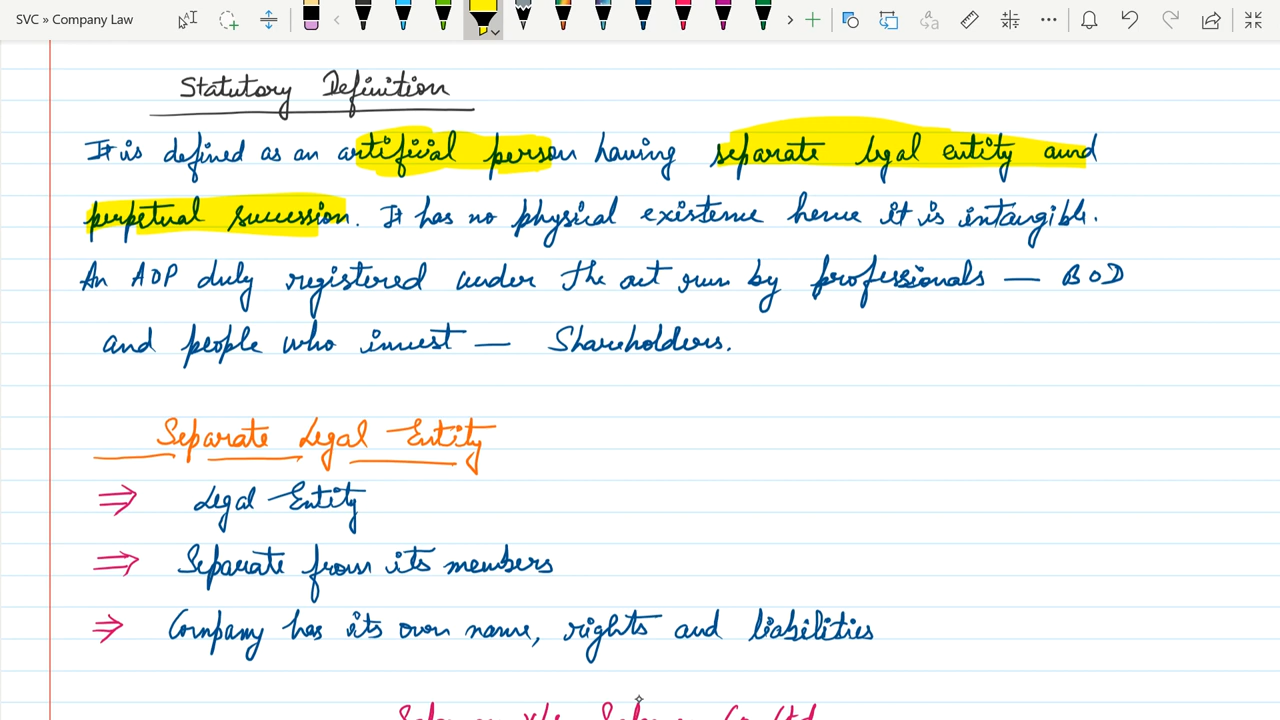 SVC » Company Law
Statutory Definition
It is defined as an artificial person having separate legal entity and
perpetual succession. It has no physical existence hence it is intangible.
An AOP duly registered under the act run by professionals — BOD
and people who invest — Shareholders.
Separate Legal Entity
⇒ Legal Entity
⇒ Separate from its members
⇒ Company has its own name, rights and liabilities